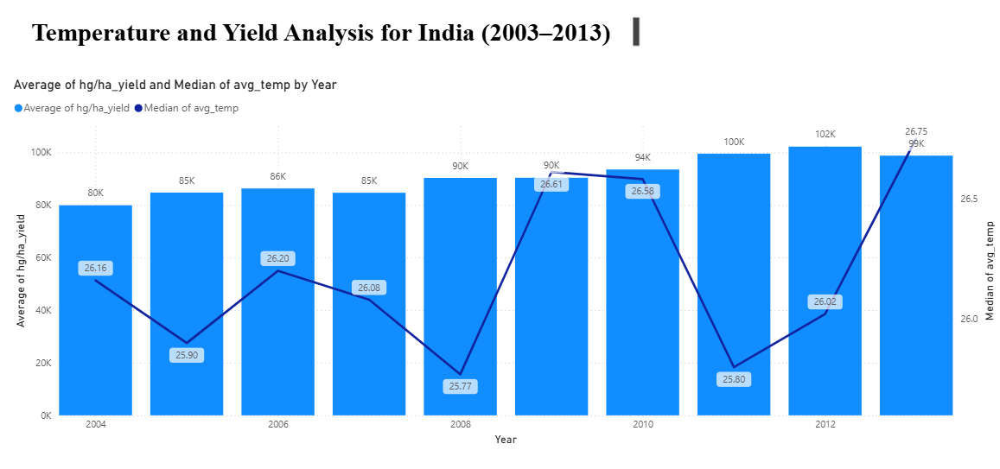 Temperature and Yield Analysis for India (2003–2013)
Average of hg/ha_yield and Median of avg_temp by Year
Average of hg/ha_yield Median of avg_temp
100K
80K
60K
40K
20K
0K
Average of hg/ha_yield
80K
85K
86K
85K
90K
90K
94K
100K
102K
99K
26.16
25.90
26.20
26.08
25.77
26.61
26.58
25.80
26.02
26.75
26.5
26.0
Median of avg_temp
2004 2006 2008 2010 2012
Year